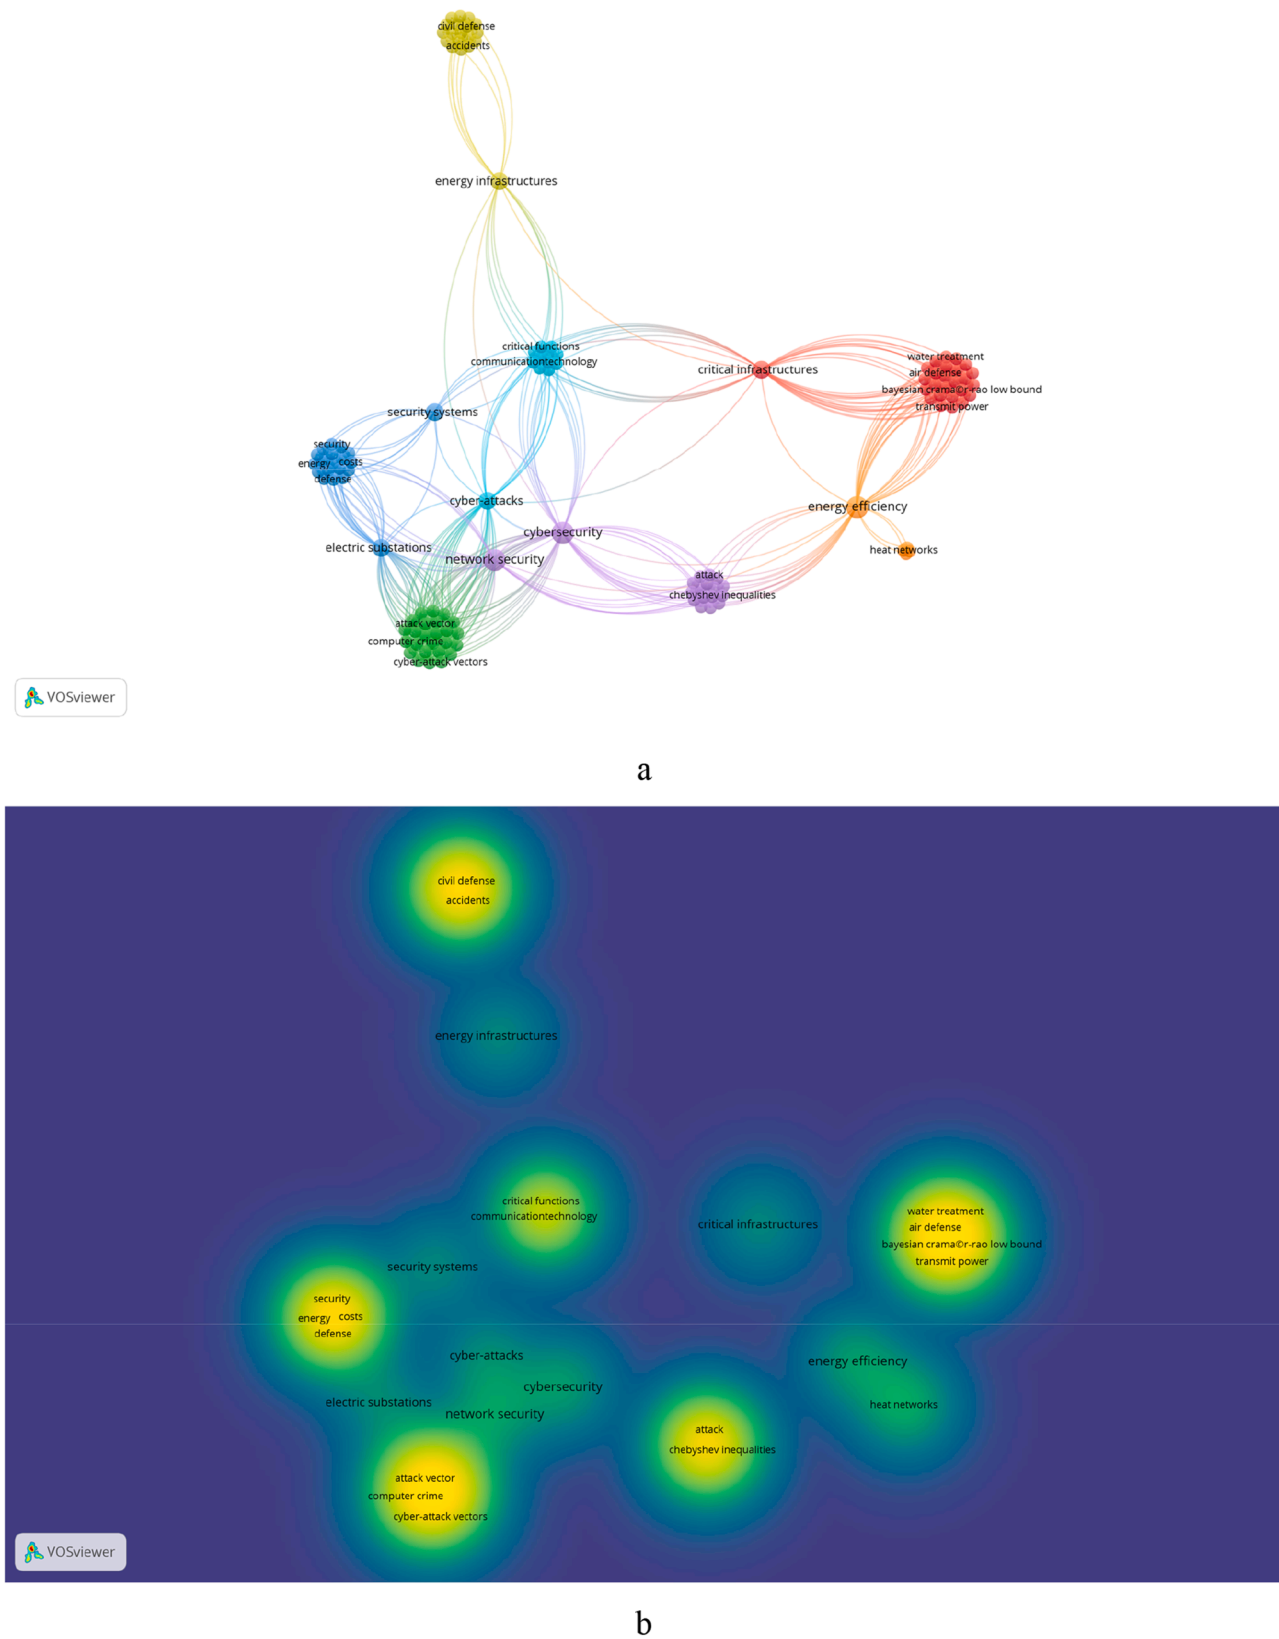 civil defense
accidents
energy infrastructures
critical functions
communicationtechnology
critical infrastructures
water treatment
air defense
bayesian crama©r-rao low bound
transmit power
security systems
security
energy costs
defense
cyber-attacks
energy efficiency
cybersecurity
electric substations
network security
heat networks
attack
chebyshev inequalities
attack vector
computer crime
cyber-attack vectors
VOSviewer
a
civil defense
accidents
energy infrastructures
critical functions
communicationtechnology
critical infrastructures
water treatment
air defense
bayesian crama©r-rao low bound
transmit power
security systems
security
energy costs
defense
cyber-attacks
energy efficiency
cybersecurity
electric substations
network security
heat networks
attack
chebyshev inequalities
attack vector
computer crime
cyber-attack vectors
VOSviewer
b